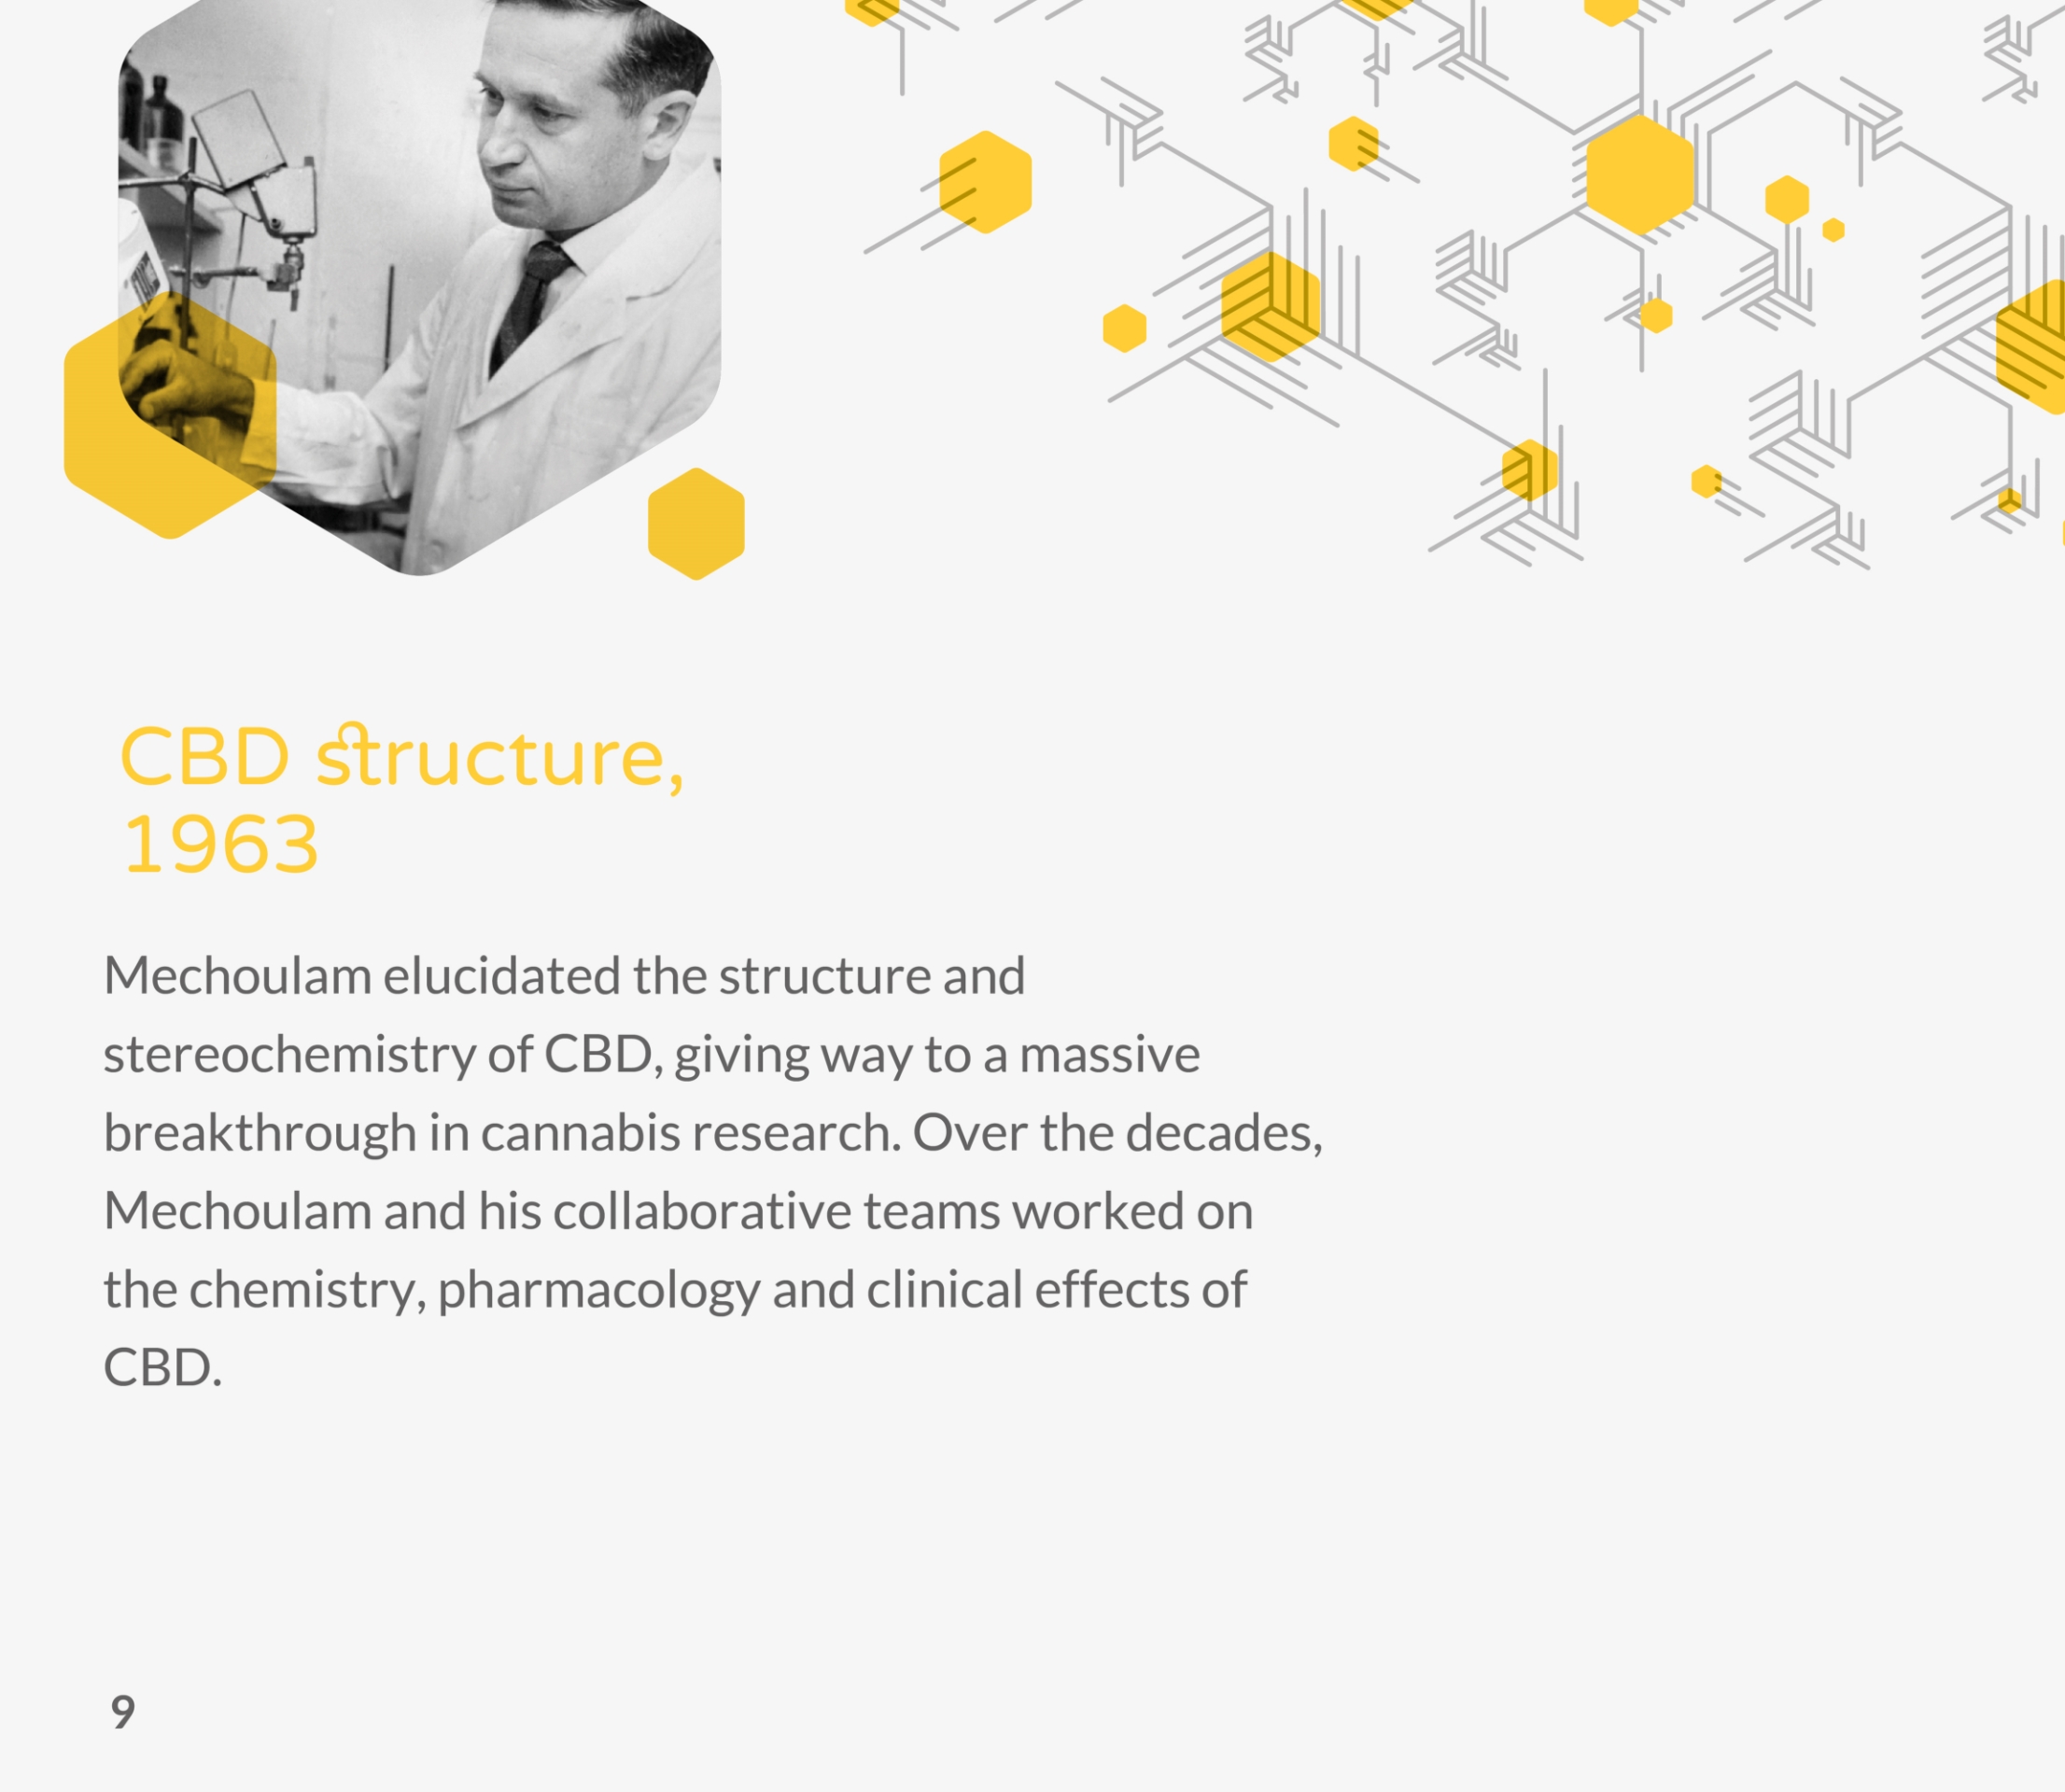 CBD structure,
1963
Mechoulam elucidated the structure and
stereochemistry of CBD, giving way to a massive
breakthrough in cannabis research. Over the decades,
Mechoulam and his collaborative teams worked on
the chemistry, pharmacology and clinical effects of
CBD.
9